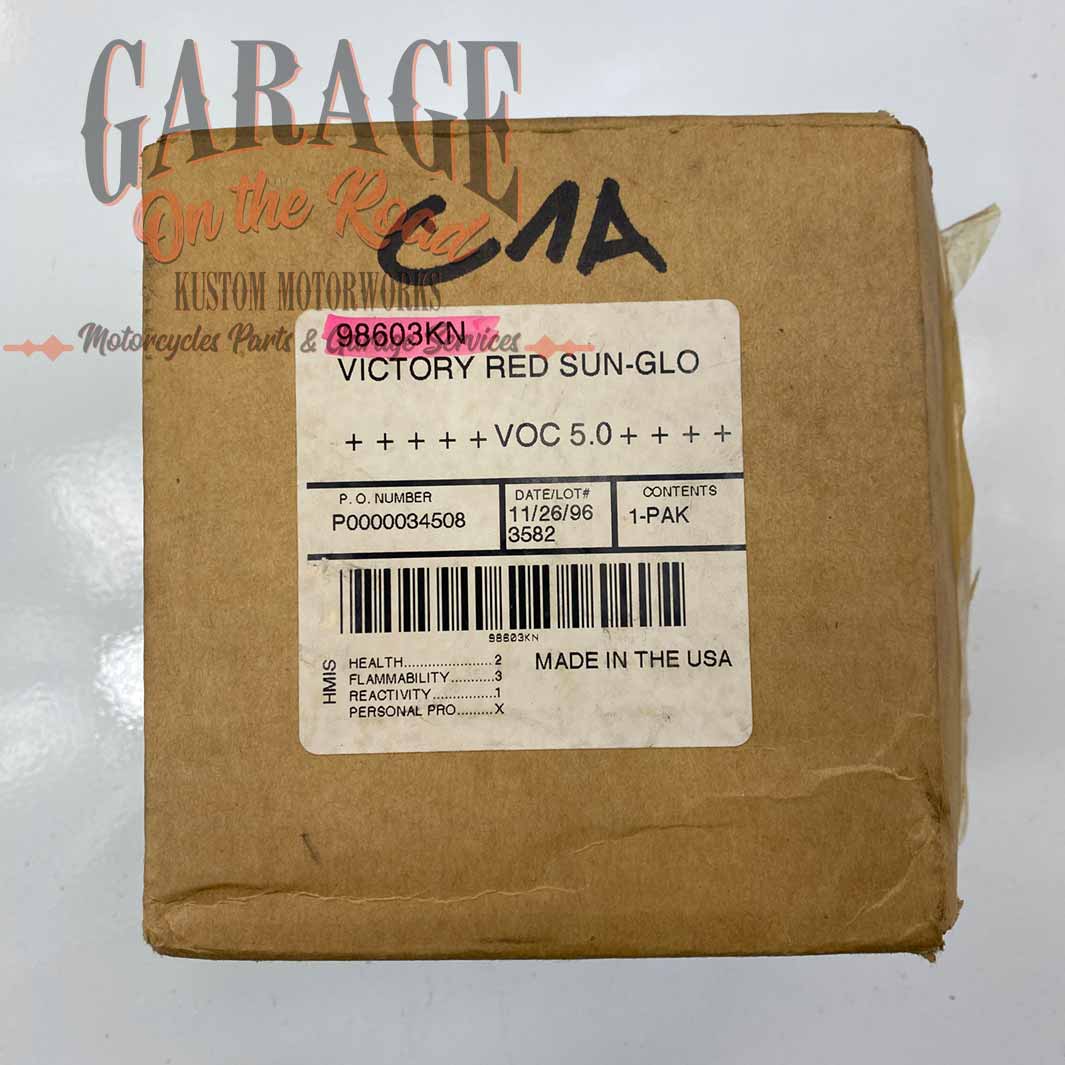 GARAGE
On the Road
C1A
KUSTOM MOTORWORKS
Motorcycles Parts & Garage Services
98603KN
VICTORY RED SUN-GLO
+ + + + + VOC 5.0 + + + +
P.O. NUMBER
P0000034508
DATE/LOT#
11/26/96
3582
CONTENTS
1-PAK
98603KN
HMIS
HEALTH......................2
FLAMMABILITY..........3
REACTIVITY...............1
PERSONAL PRO.........X
MADE IN THE USA